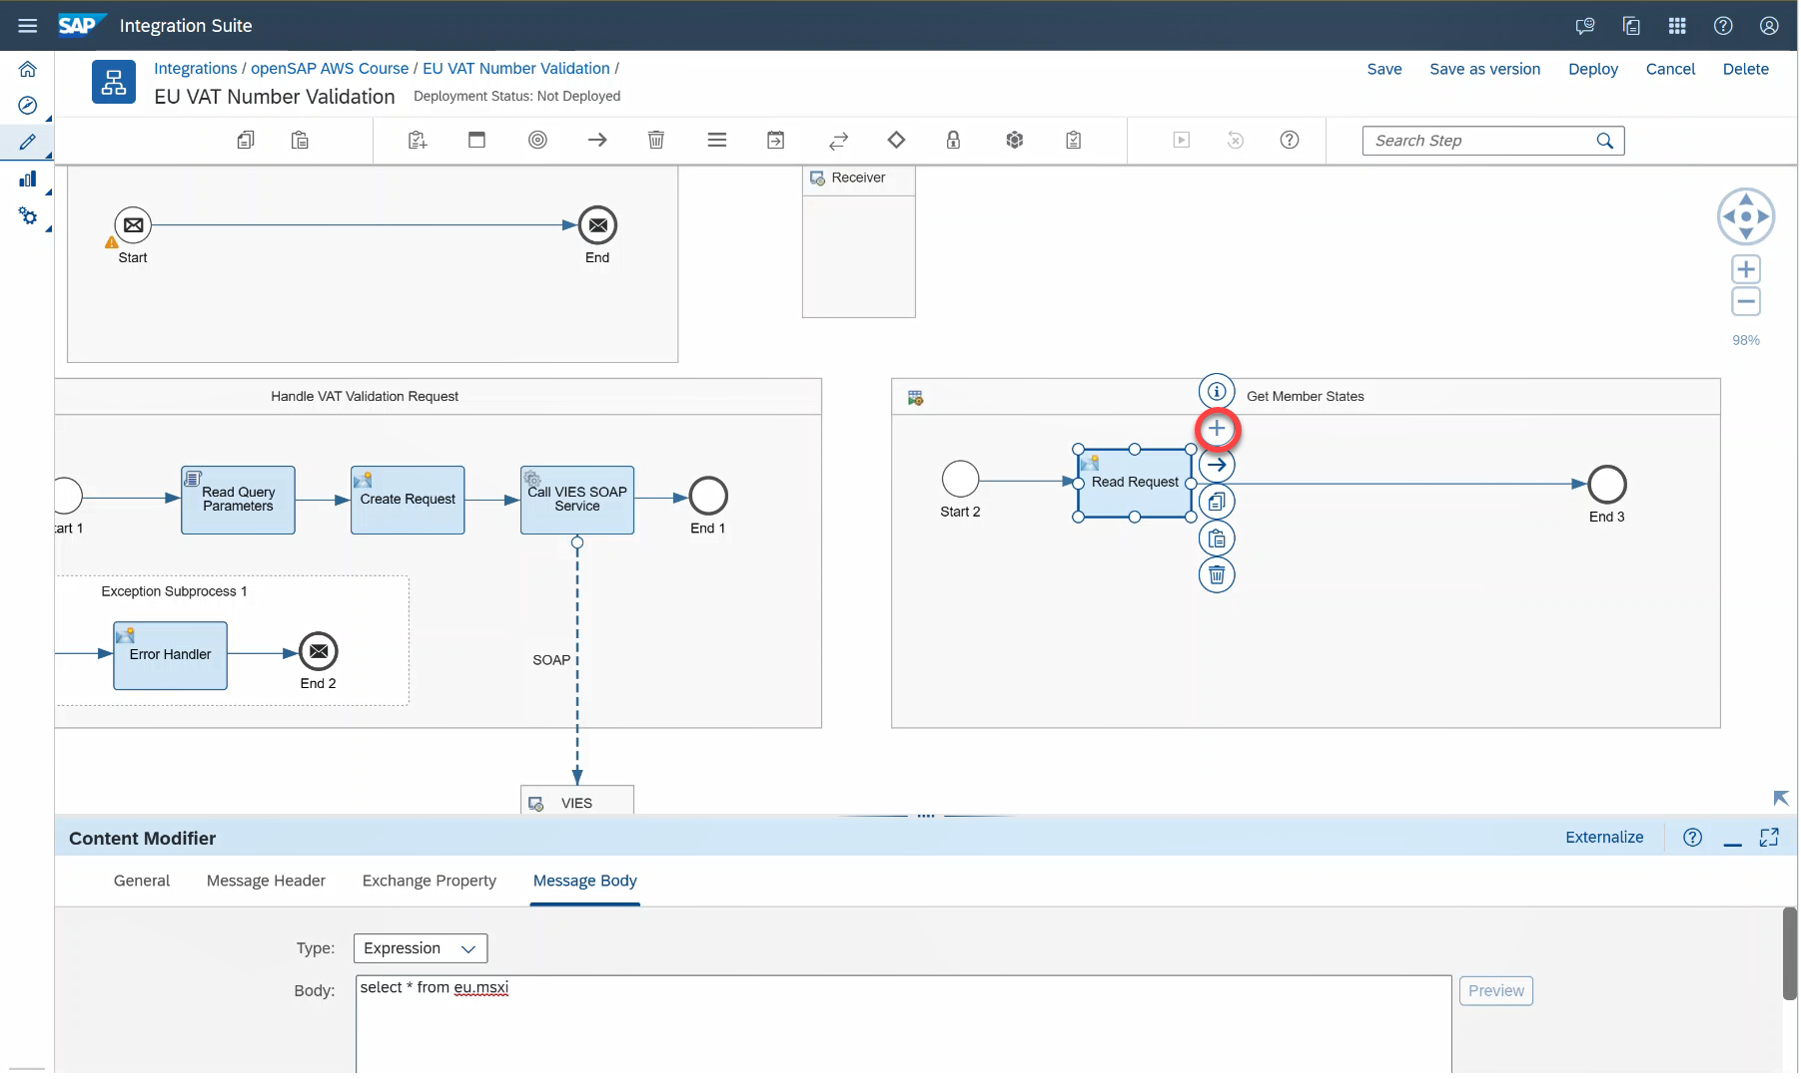 SAP Integration Suite
Integrations / openSAP AWS Course / EU VAT Number Validation /
EU VAT Number Validation Deployment Status: Not Deployed
Save Save as version Deploy Cancel Delete
Search Step
Receiver
Start
End
98%
Handle VAT Validation Request
Read Query
Parameters
Create Request
Call VIES SOAP
Service
art 1
End 1
Exception Subprocess 1
Error Handler
End 2
SOAP
VIES
Get Member States
Start 2
Read Request
End 3
Content Modifier
Externalize
General Message Header Exchange Property Message Body
Type: Expression
Body: select * from eu.msxi
Preview